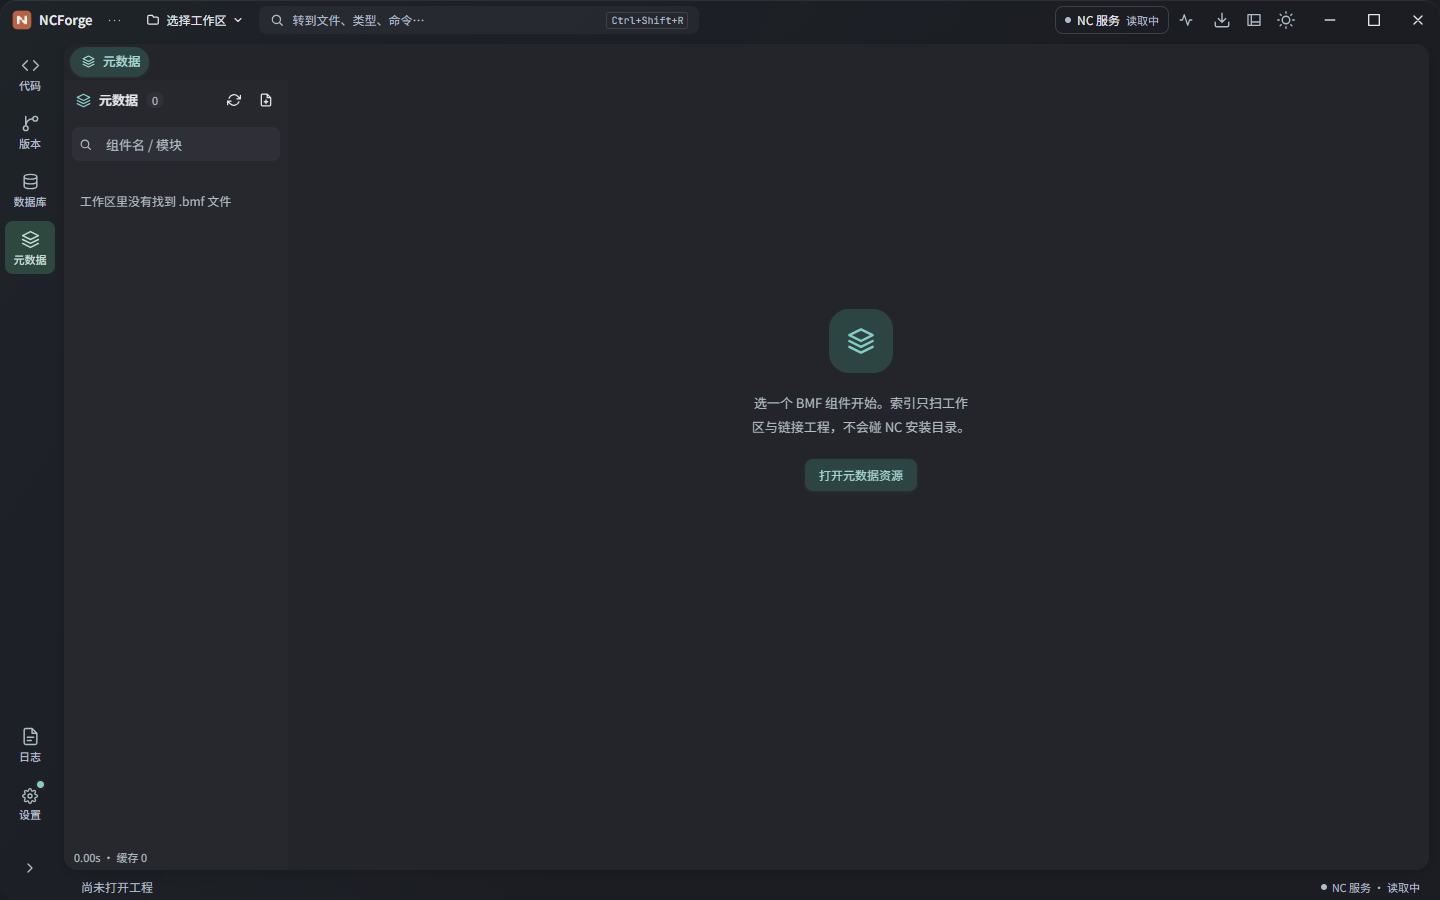 NCForge
···
选择工作区
转到文件、类型、命令···
Ctrl+Shift+R
NC 服务 读取中
代码
版本
数据库
元数据
日志
设置
元数据
元数据 0
组件名 / 模块
工作区里没有找到 .bmf 文件
选一个 BMF 组件开始。索引只扫工作
区与链接工程，不会碰 NC 安装目录。
打开元数据资源
0.00s · 缓存 0
尚未打开工程
NC 服务 · 读取中